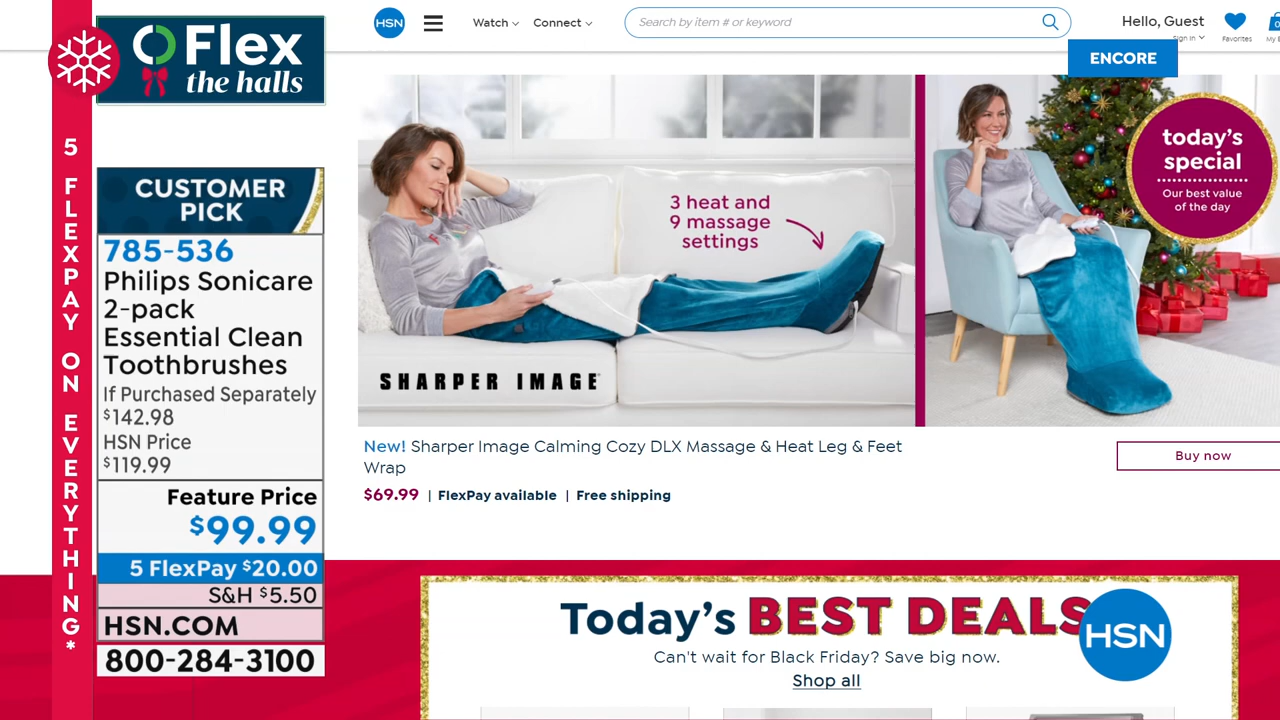 Flex
the halls
5 FLEXPAY ON EVERYTHING*
CUSTOMER
PICK
785-536
Philips Sonicare
2-pack
Essential Clean
Toothbrushes
If Purchased Separately
$142.98
HSN Price
$119.99
Feature Price
$99.99
5 FlexPay $20.00
S&H $5.50
HSN.COM
800-284-3100
HSN
Watch
Connect
Search by item # or keyword
Hello, Guest
Sign in
Favorites
My
0
ENCORE
3 heat and
9 massage
settings
SHARPER IMAGE
today's
special
Our best value
of the day
New! Sharper Image Calming Cozy DLX Massage & Heat Leg & Feet
Wrap
$69.99 | FlexPay available | Free shipping
Buy now
Today's BEST DEALS
Can't wait for Black Friday? Save big now.
Shop all
HSN